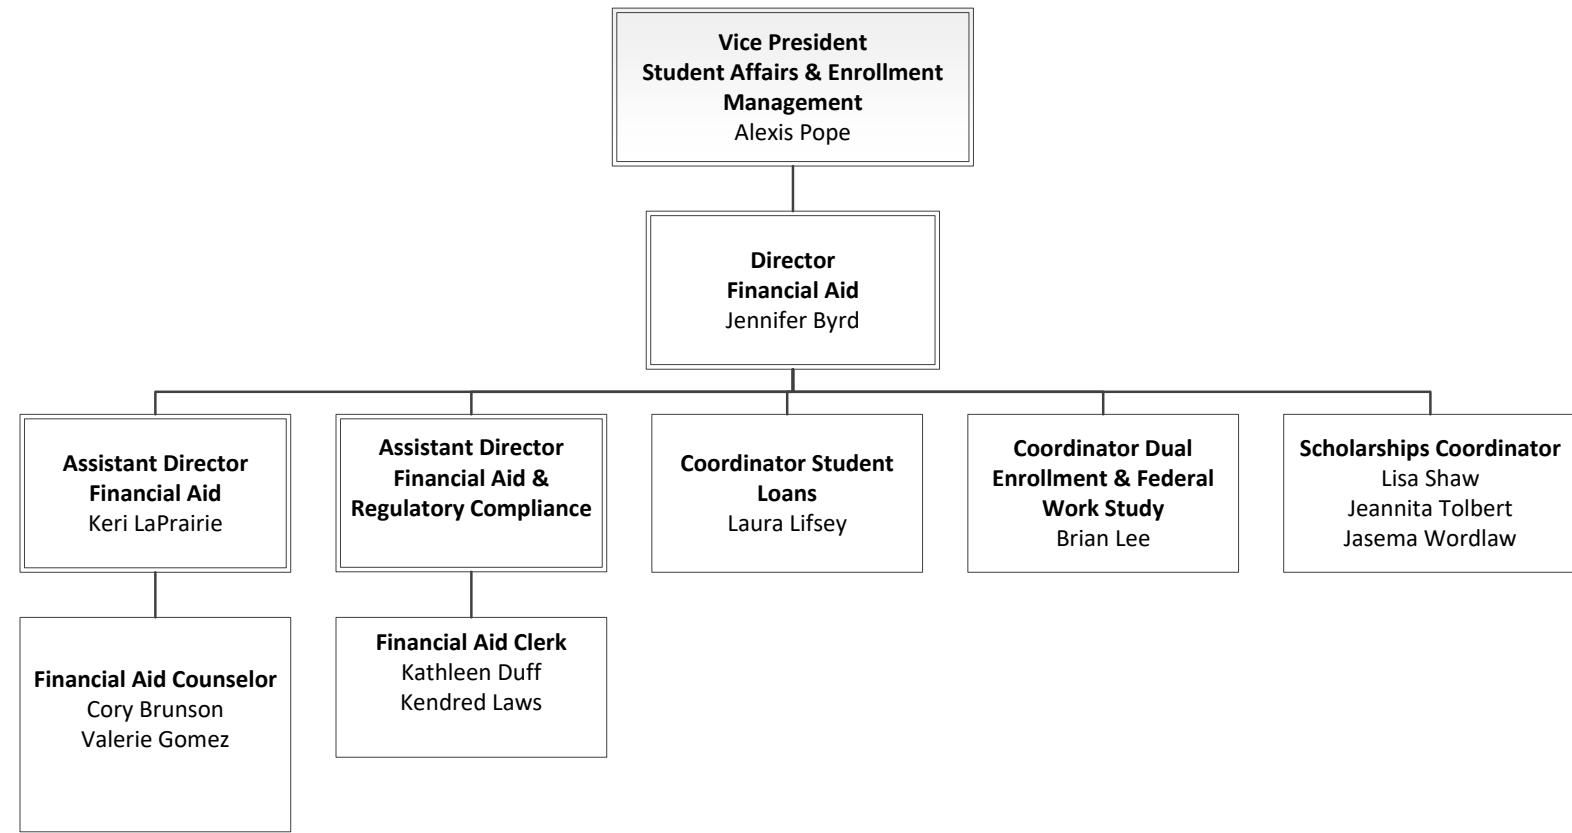 Vice President
Student Affairs & Enrollment
Management
Alexis Pope
Director
Financial Aid
Jennifer Byrd
Assistant Director
Financial Aid
Keri LaPrairie
Assistant Director
Financial Aid &
Regulatory Compliance
Coordinator Student
Loans
Laura Lifsey
Coordinator Dual
Enrollment & Federal
Work Study
Brian Lee
Scholarships Coordinator
Lisa Shaw
Jeannita Tolbert
Jasema Wordlaw
Financial Aid Counselor
Cory Brunson
Valerie Gomez
Financial Aid Clerk
Kathleen Duff
Kendred Laws